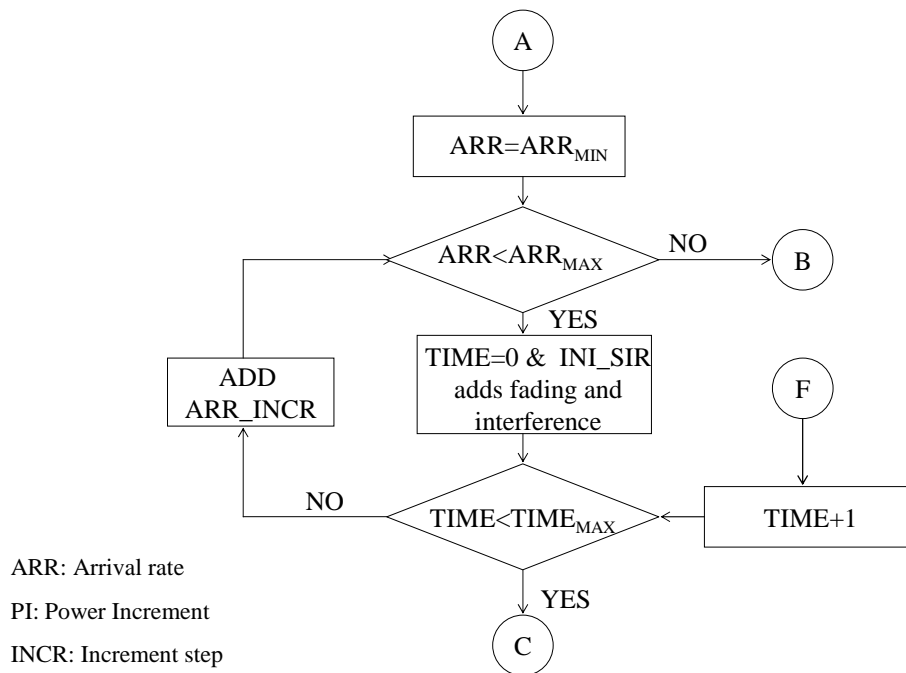 A
ARR=ARR_MIN
ARR<ARR_MAX
NO
B
YES
TIME=0 & INI_SIR
adds fading and
interference
ADD
ARR_INCR
F
NO
TIME<TIME_MAX
TIME+1
YES
C
ARR: Arrival rate
PI: Power Increment
INCR: Increment step